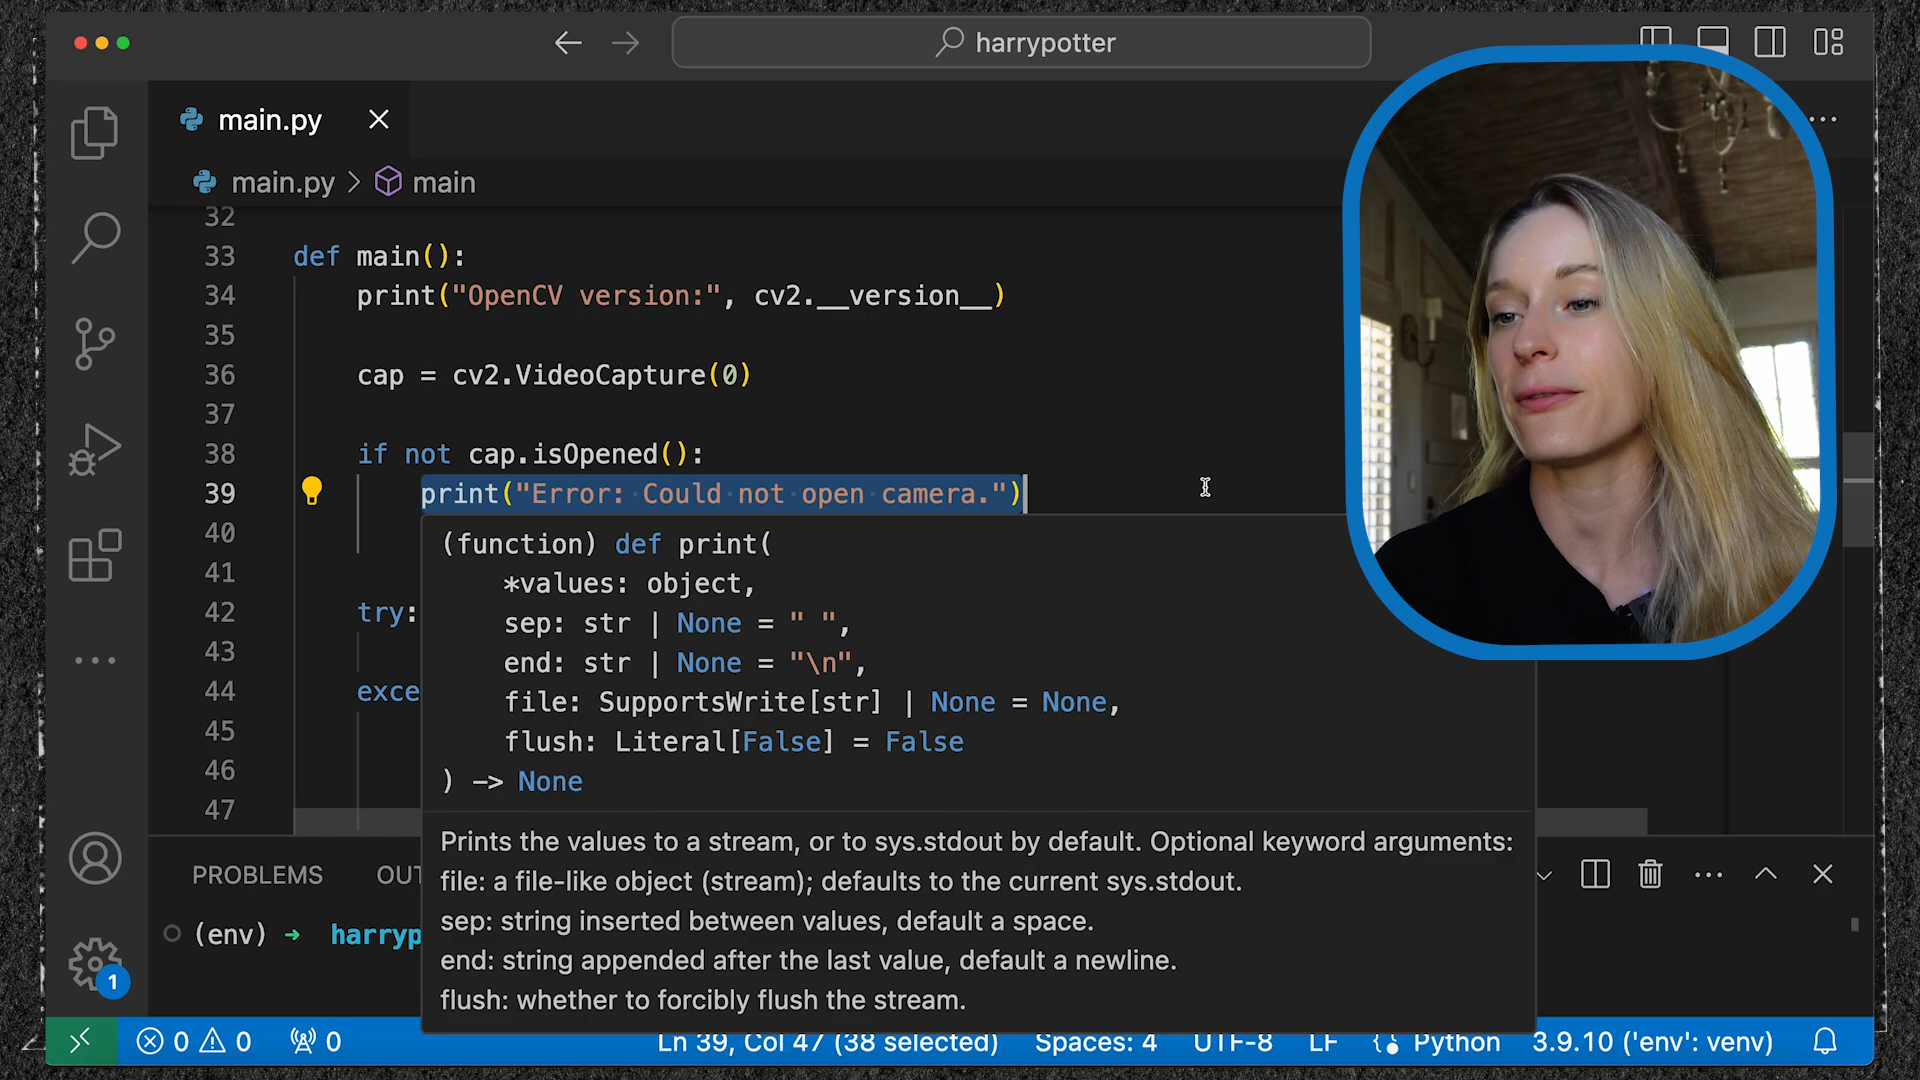 harrypotter
main.py
main.py > main
32
33 def main():
34 print("OpenCV version:", cv2.__version__)
35
36 cap = cv2.VideoCapture(0)
37
38 if not cap.isOpened():
39 print("Error: Could not open camera.")
40
41
42 try:
43
44 exce
45
46
47
(function) def print(
*values: object,
sep: str | None = " ",
end: str | None = "\n",
file: SupportsWrite[str] | None = None,
flush: Literal[False] = False
) -> None
Prints the values to a stream, or to sys.stdout by default. Optional keyword arguments:
file: a file-like object (stream); defaults to the current sys.stdout.
sep: string inserted between values, default a space.
end: string appended after the last value, default a newline.
flush: whether to forcibly flush the stream.
PROBLEMS OUT
(env) → harryp
1
0 0 0 Ln 39, Col 47 (38 selected) Spaces: 4 UTF-8 LF Python 3.9.10 ('env': venv)